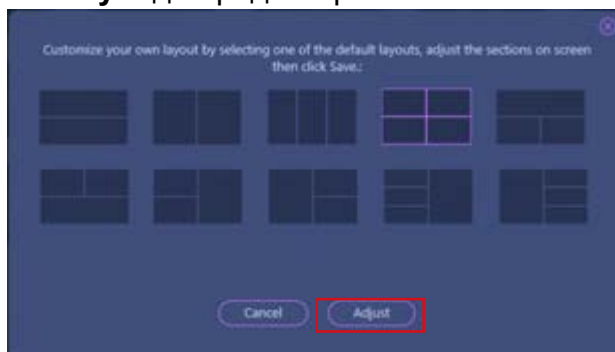 Customize your own layout by selecting one of the default layouts, adjust the sections on screen
then click Save.:
Cancel Adjust